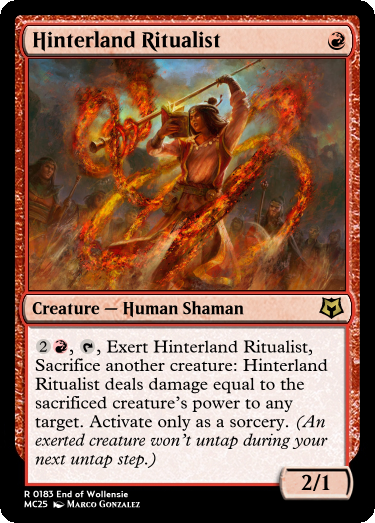 Hinterland Ritualist
Creature — Human Shaman
2 R, T, Exert Hinterland Ritualist,
Sacrifice another creature: Hinterland
Ritualist deals damage equal to the
sacrificed creature's power to any
target. Activate only as a sorcery. (An
exerted creature won't untap during your
next untap step.)
2/1
R 0183 End of Wollensie
MC25 Marco Gonzalez